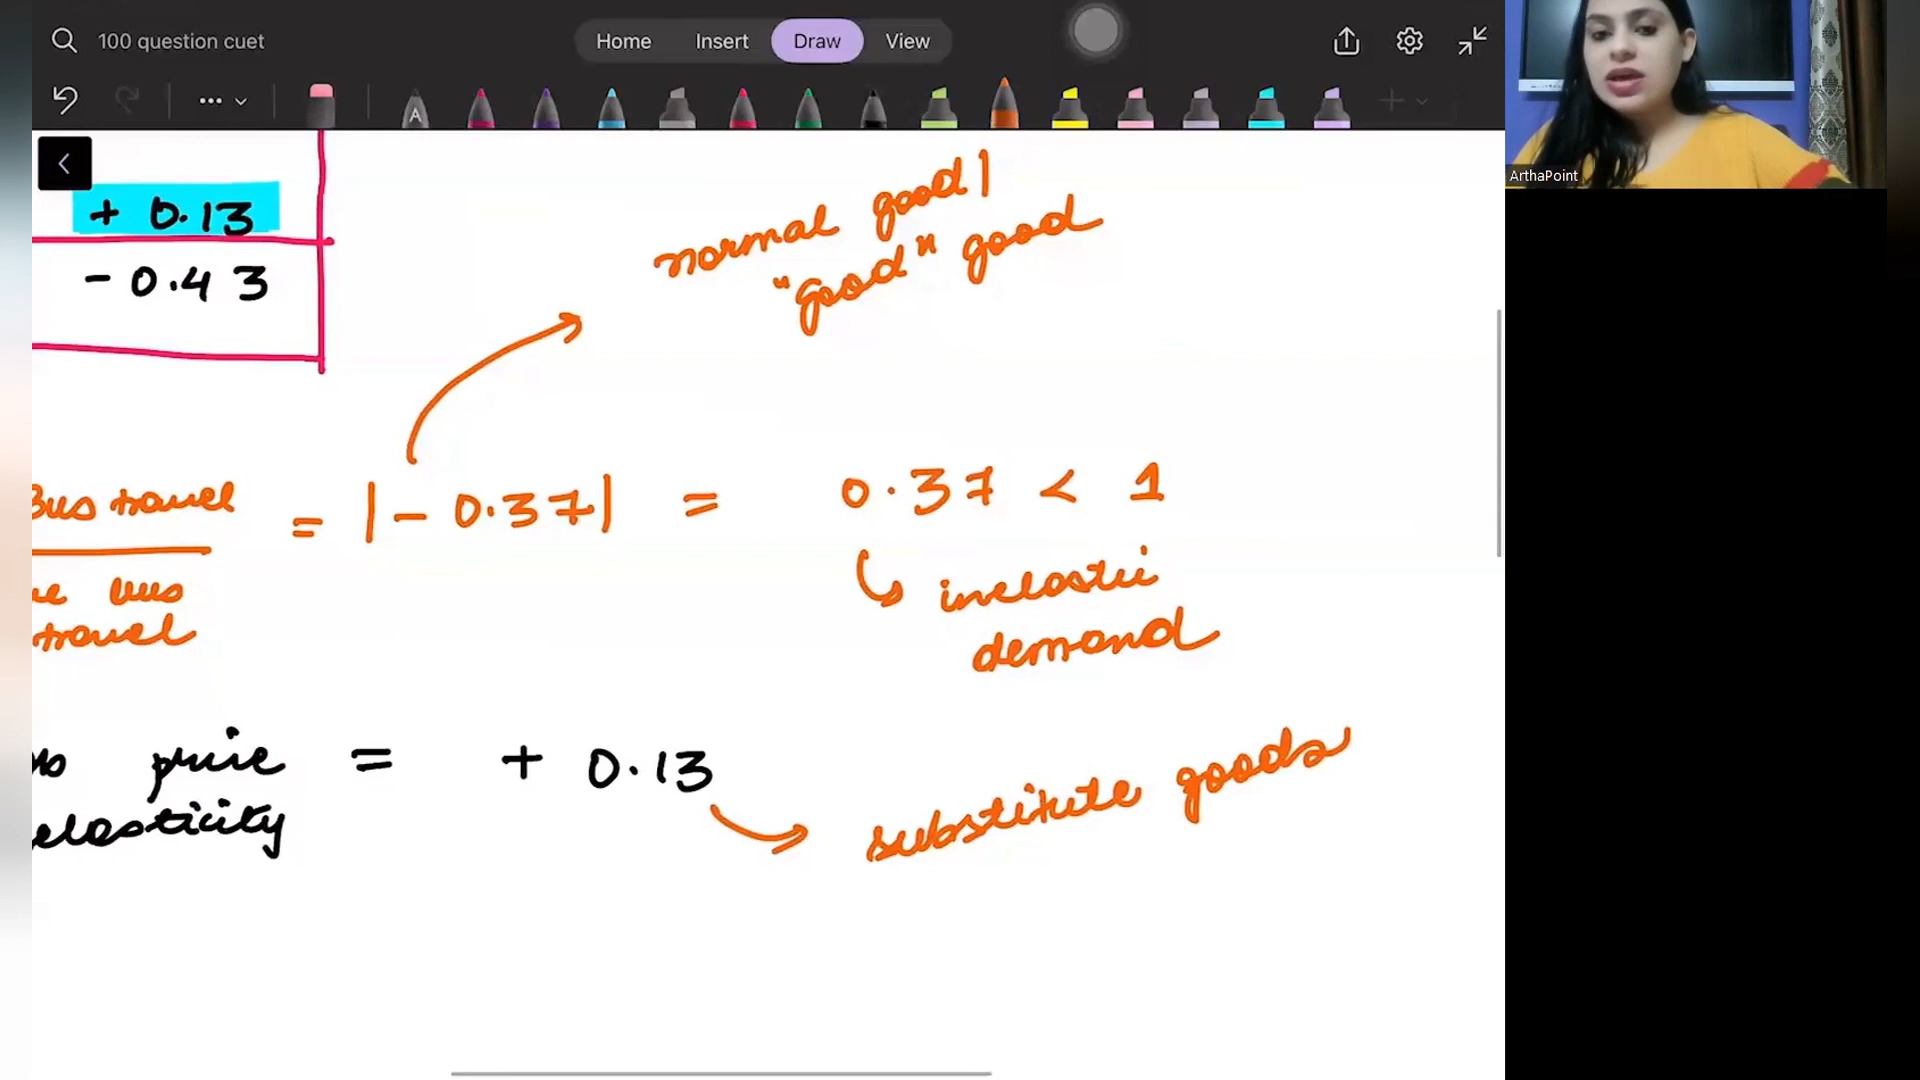 100 question cuet
Home Insert Draw View
A
ArthaPoint
+ 0.13
- 0.43
normal good |
"good" good
Bus travel = |- 0.37| = 0.37 < 1
bus
travel
inelastic
demand
price = + 0.13
elasticity
substitute goods